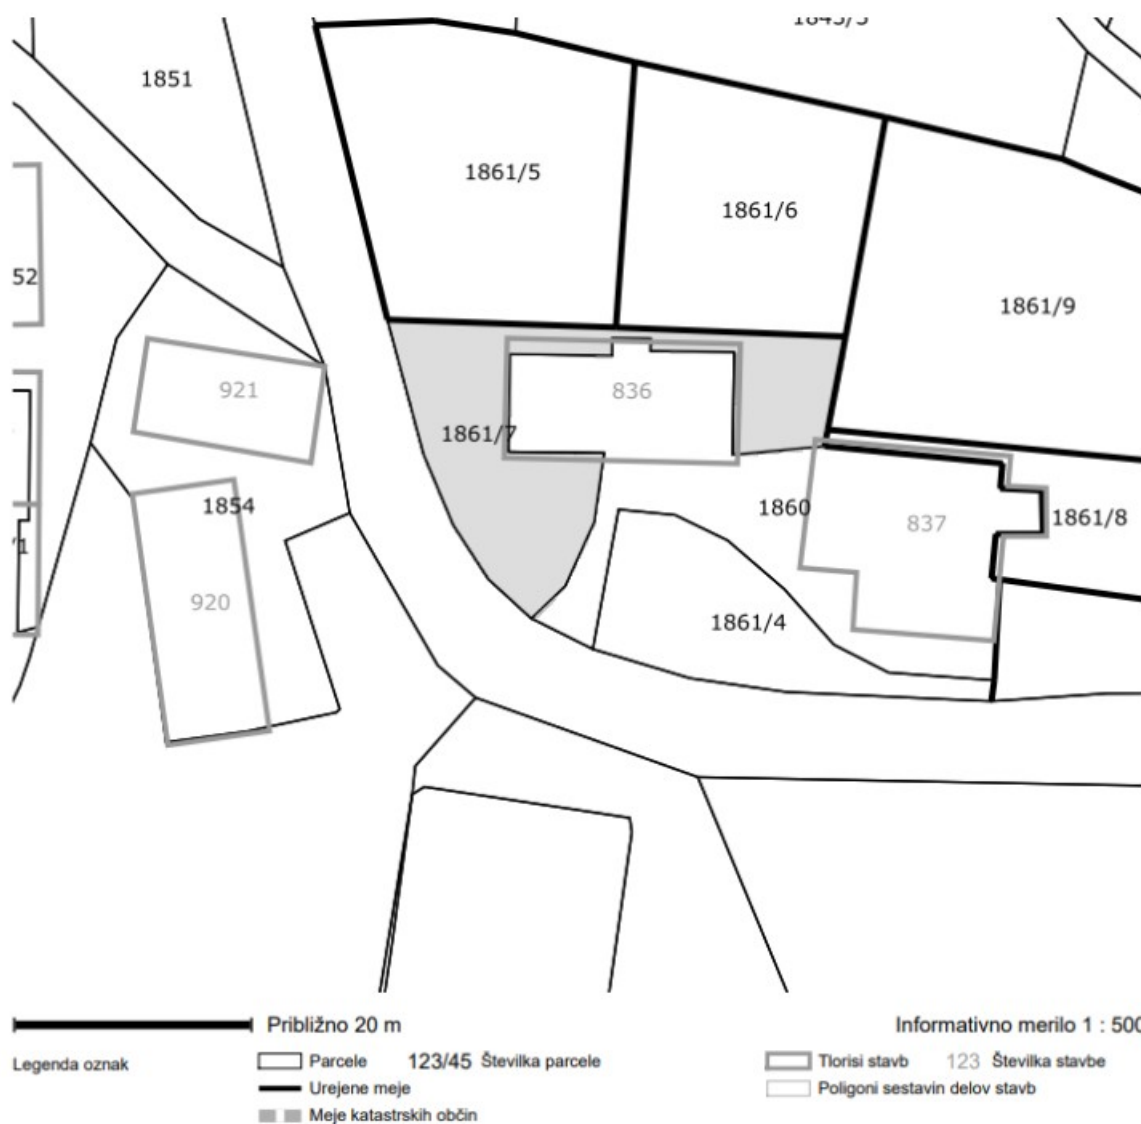 1851
1861/5
1861/6
52
1861/9
921
836
1861/7
1854
1860
837
1861/8
920
1861/4
Približno 20 m
Informativno merilo 1 : 500
Legenda oznak
Parcele 123/45 Številka parcele
Tlorisi stavb 123 Številka stavbe
Urejene meje
Poligoni sestavin delov stavb
Meje katastrskih občin